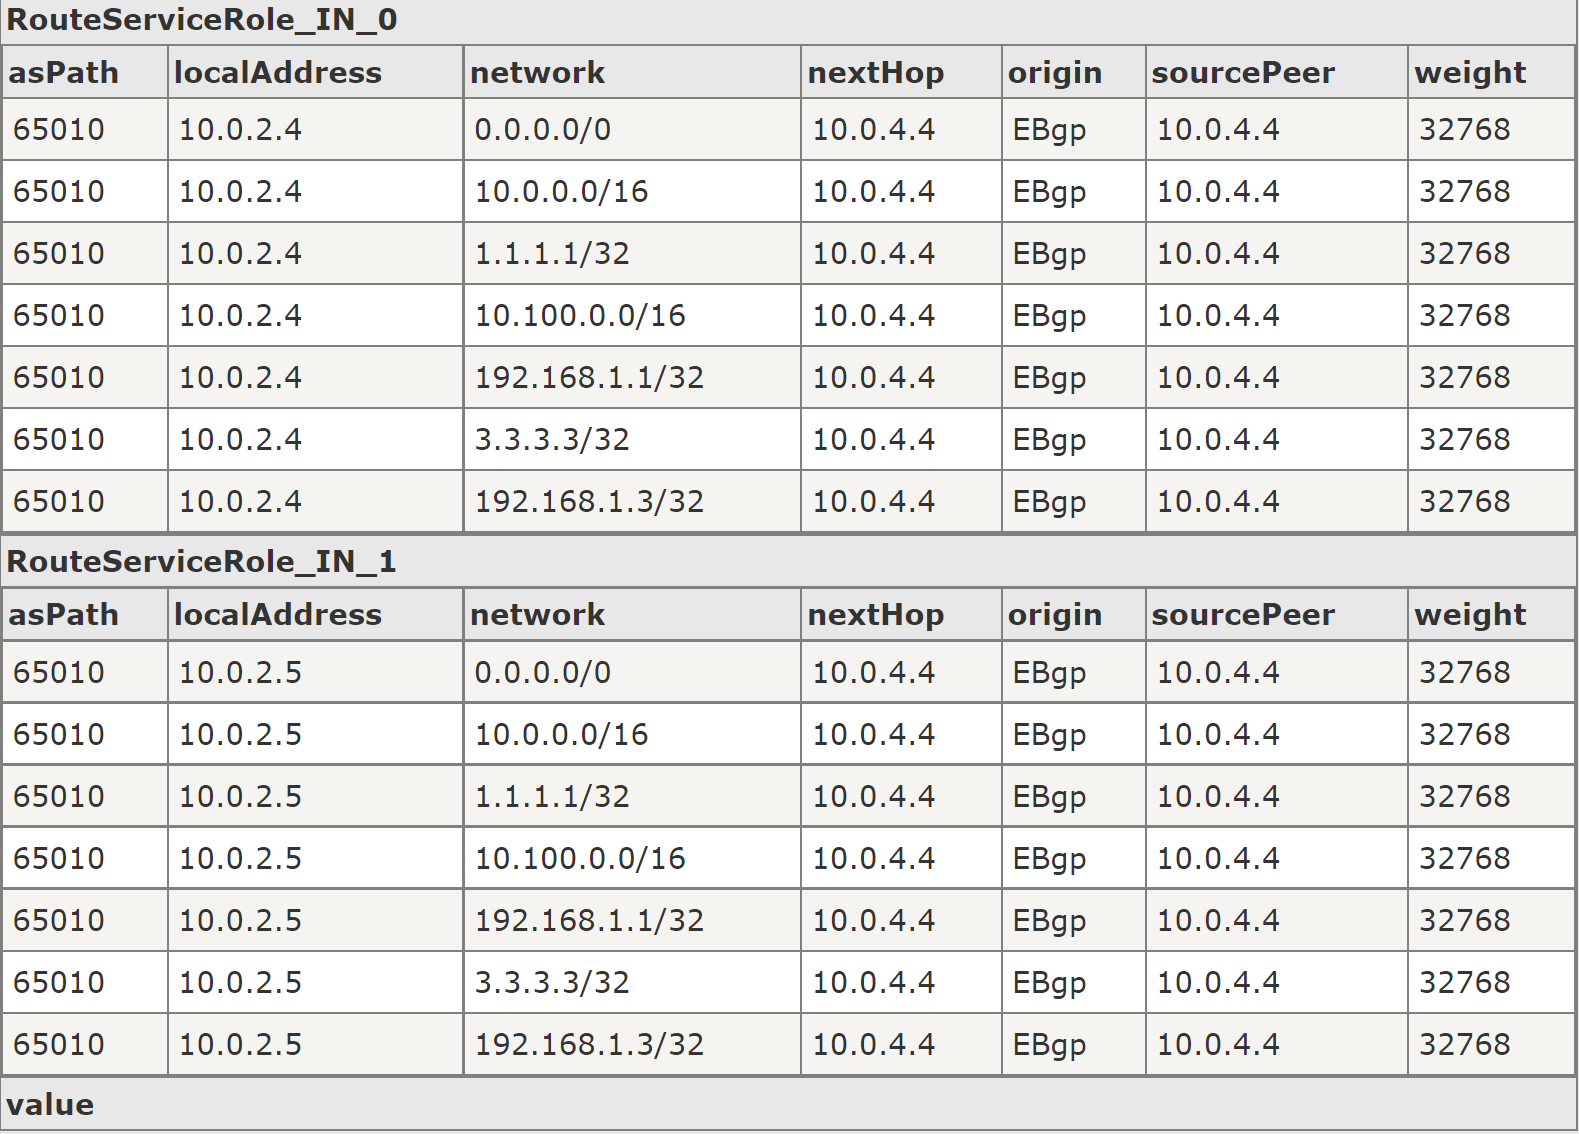 RouteServiceRole_IN_0
asPath localAddress network nextHop origin sourcePeer weight
65010 10.0.2.4 0.0.0.0/0 10.0.4.4 EBgp 10.0.4.4 32768
65010 10.0.2.4 10.0.0.0/16 10.0.4.4 EBgp 10.0.4.4 32768
65010 10.0.2.4 1.1.1.1/32 10.0.4.4 EBgp 10.0.4.4 32768
65010 10.0.2.4 10.100.0.0/16 10.0.4.4 EBgp 10.0.4.4 32768
65010 10.0.2.4 192.168.1.1/32 10.0.4.4 EBgp 10.0.4.4 32768
65010 10.0.2.4 3.3.3.3/32 10.0.4.4 EBgp 10.0.4.4 32768
65010 10.0.2.4 192.168.1.3/32 10.0.4.4 EBgp 10.0.4.4 32768
RouteServiceRole_IN_1
asPath localAddress network nextHop origin sourcePeer weight
65010 10.0.2.5 0.0.0.0/0 10.0.4.4 EBgp 10.0.4.4 32768
65010 10.0.2.5 10.0.0.0/16 10.0.4.4 EBgp 10.0.4.4 32768
65010 10.0.2.5 1.1.1.1/32 10.0.4.4 EBgp 10.0.4.4 32768
65010 10.0.2.5 10.100.0.0/16 10.0.4.4 EBgp 10.0.4.4 32768
65010 10.0.2.5 192.168.1.1/32 10.0.4.4 EBgp 10.0.4.4 32768
65010 10.0.2.5 3.3.3.3/32 10.0.4.4 EBgp 10.0.4.4 32768
65010 10.0.2.5 192.168.1.3/32 10.0.4.4 EBgp 10.0.4.4 32768
value